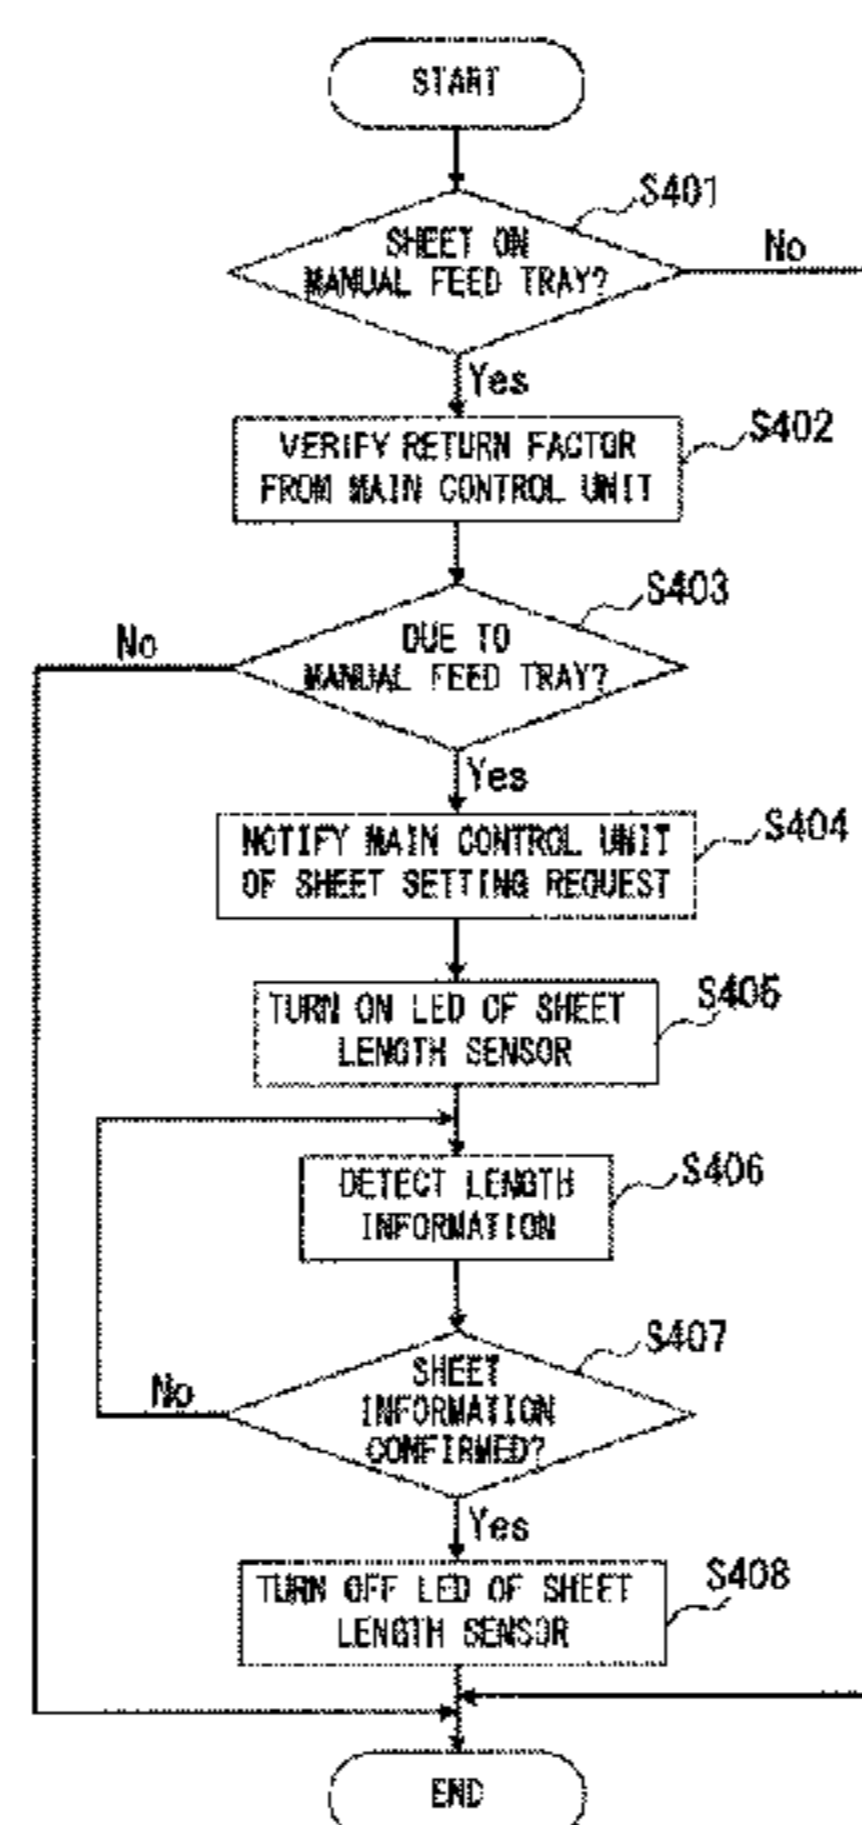 START
S401
SHEET ON
MANUAL FEED TRAY?
No
Yes
VERIFY RETURN FACTOR
FROM MAIN CONTROL UNIT
S402
S403
DUE TO
MANUAL FEED TRAY?
No
Yes
NOTIFY MAIN CONTROL UNIT
OF SHEET SETTING REQUEST
S404
TURN ON LED OF SHEET
LENGTH SENSOR
S405
DETECT LENGTH
INFORMATION
S406
S407
SHEET
INFORMATION
CONFIRMED?
No
Yes
TURN OFF LED OF SHEET
LENGTH SENSOR
S408
END